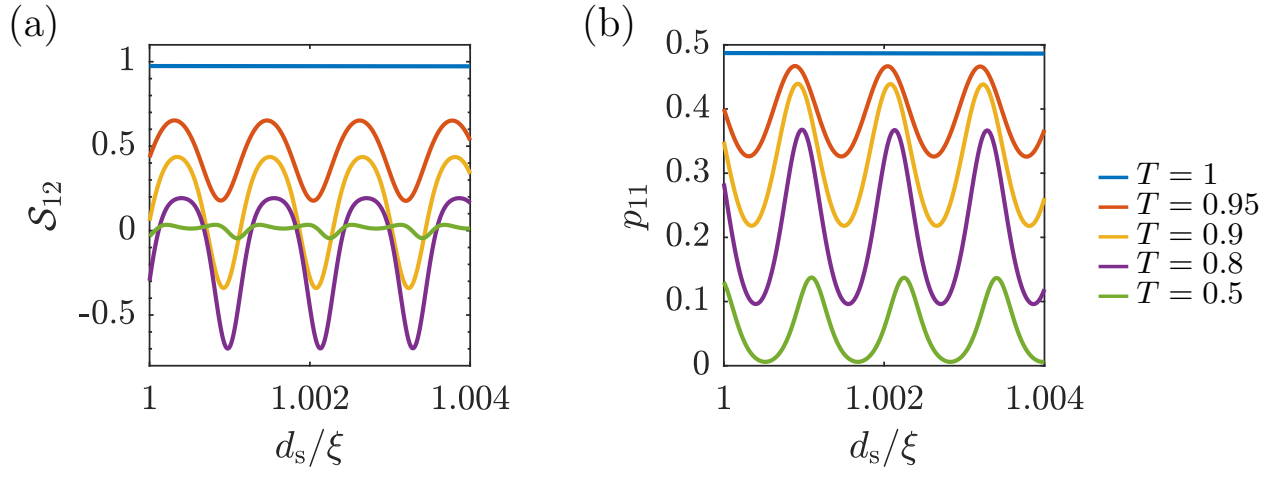 (a)
1
0.5
0
-0.5
1
1.002
1.004
S₁₂
dₛ/ξ
(b)
0.5
0.4
0.3
0.2
0.1
0
1
1.002
1.004
p₁₁
dₛ/ξ
T = 1
T = 0.95
T = 0.9
T = 0.8
T = 0.5